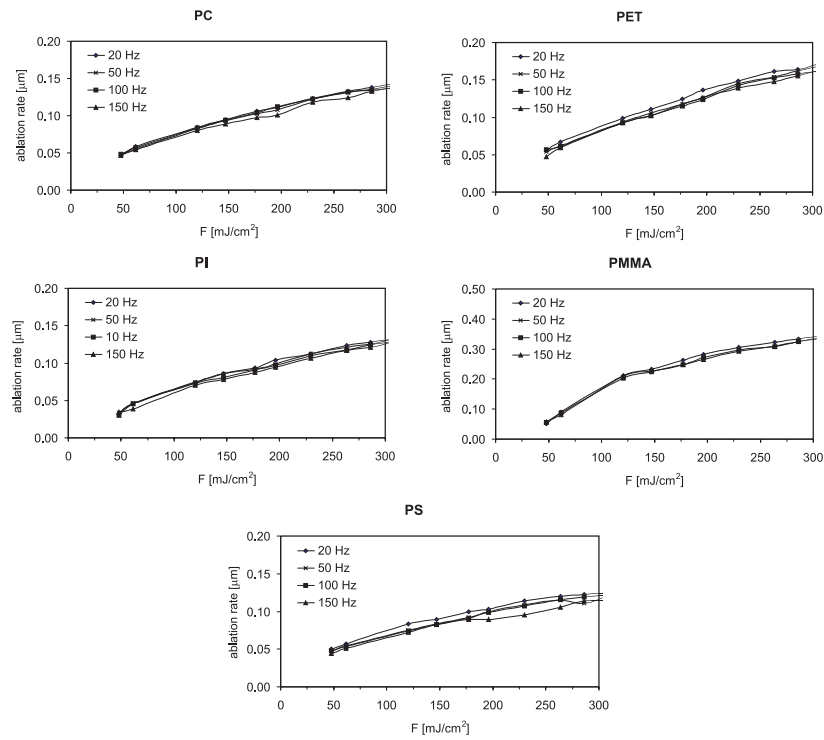 PC
0.20
0.15
0.10
0.05
0.00
ablation rate [µm]
20 Hz
50 Hz
100 Hz
150 Hz
0 50 100 150 200 250 300
F [mJ/cm²]
PET
0.20
0.15
0.10
0.05
0.00
ablation rate [µm]
20 Hz
50 Hz
100 Hz
150 Hz
0 50 100 150 200 250 300
F [mJ/cm²]
PI
0.20
0.15
0.10
0.05
0.00
ablation rate [µm]
20 Hz
50 Hz
10 Hz
150 Hz
0 50 100 150 200 250 300
F [mJ/cm²]
PMMA
0.50
0.40
0.30
0.20
0.10
0.00
ablation rate [µm]
20 Hz
50 Hz
100 Hz
150 Hz
0 50 100 150 200 250 300
F [mJ/cm²]
PS
0.20
0.15
0.10
0.05
0.00
ablation rate [µm]
20 Hz
50 Hz
100 Hz
150 Hz
0 50 100 150 200 250 300
F [mJ/cm²]